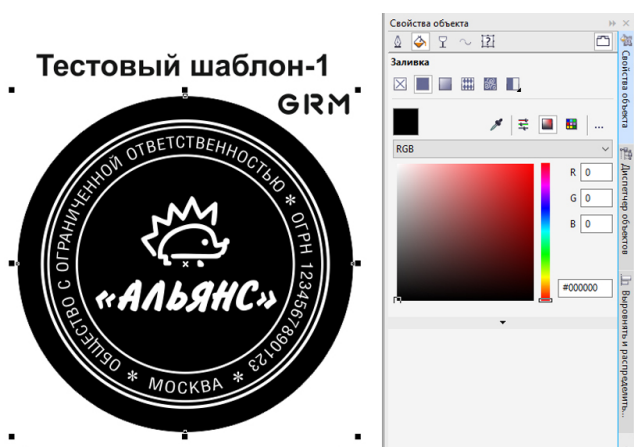 Тестовый шаблон-1
GRM
ОБЩЕСТВО С ОГРАНИЧЕННОЙ ОТВЕТСТВЕННОСТЬЮ * ОГРН 1234567890123
* МОСКВА *
«АЛЬЯНС»
Свойства объекта
Заливка
RGB
R 0
G 0
B 0
#000000
Свойства объекта
Диспетчер объектов
Выровнять и распределить...